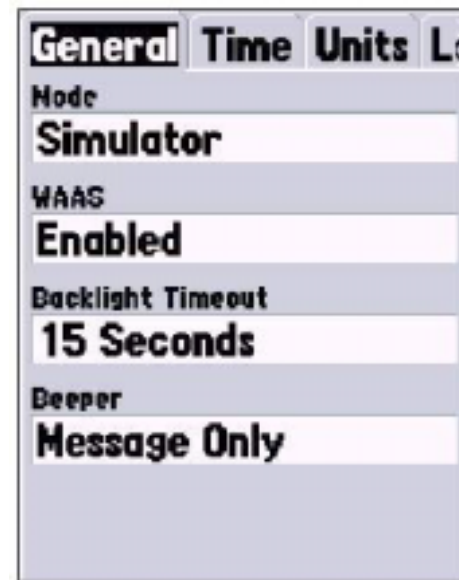 General Time Units
Mode
Simulator
WAAS
Enabled
Backlight Timeout
15 Seconds
Beeper
Message Only